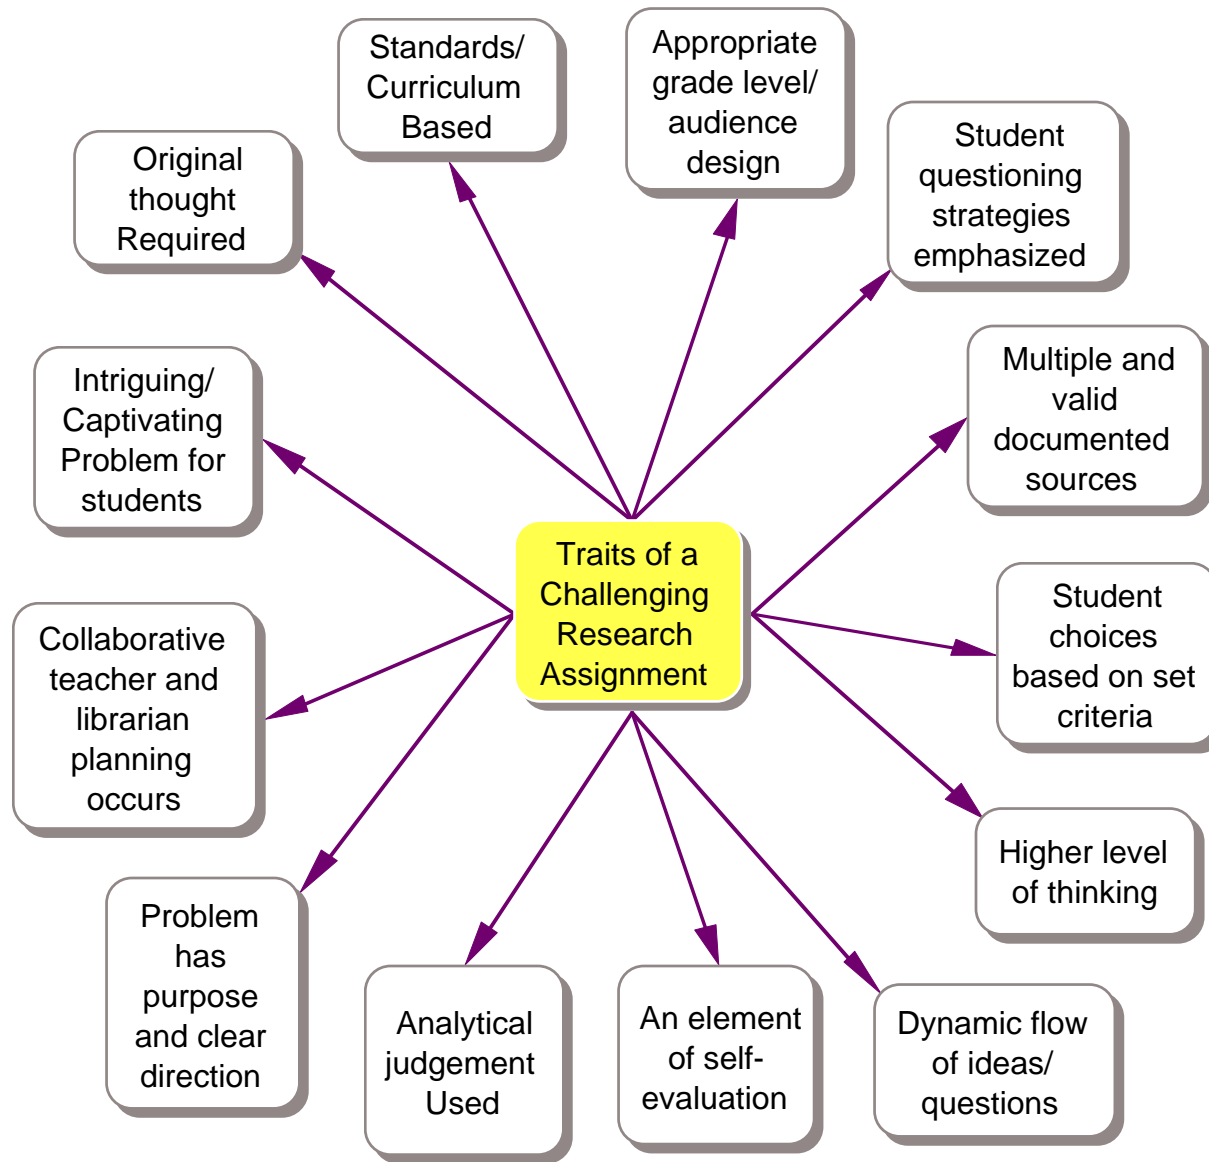 Standards/
Curriculum
Based
Appropriate
grade level/
audience
design
Student
questioning
strategies
emphasized
Original
thought
Required
Multiple and
valid
documented
sources
Intriguing/
Captivating
Problem for
students
Traits of a
Challenging
Research
Assignment
Student
choices
based on set
criteria
Collaborative
teacher and
librarian
planning
occurs
Higher level
of thinking
Problem
has
purpose
and clear
direction
Analytical
judgement
Used
An element
of self-
evaluation
Dynamic flow
of ideas/
questions